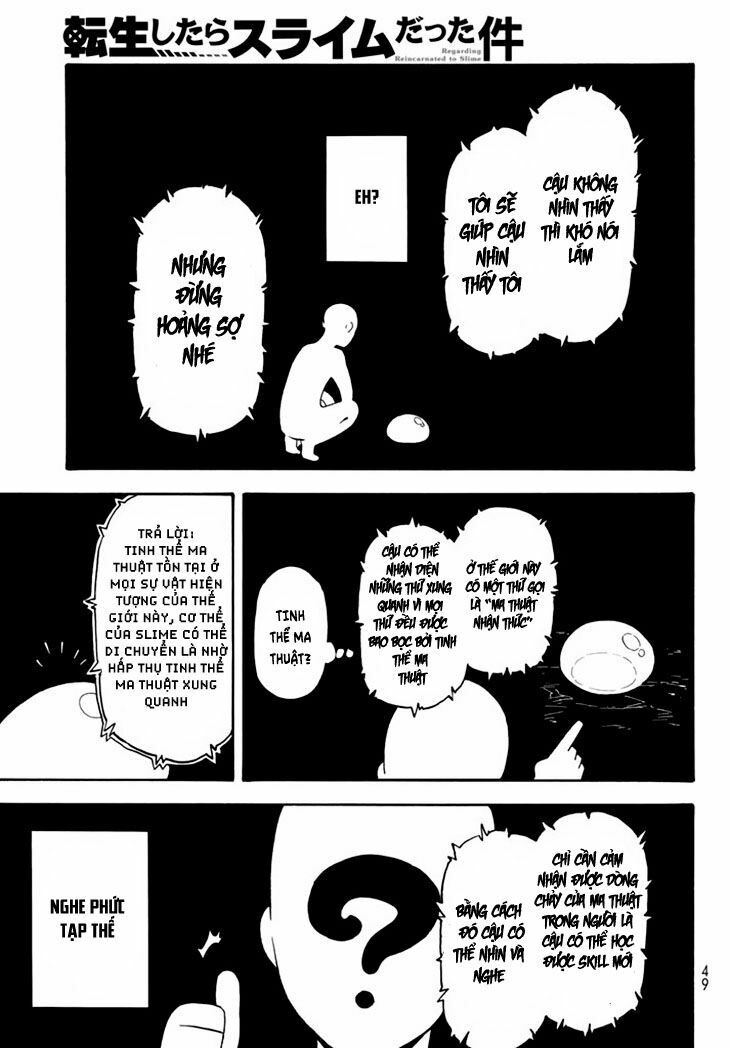 転生したらスライムだった件
Regarding
Reincarnated to Slime
CẬU KHÔNG
NHÌN THẤY
THÌ KHÓ NÓI
LẮM
TÔI SẼ
GIÚP CẬU
NHÌN
THẤY TÔI
EH?
NHƯNG
ĐỪNG
HOẢNG SỢ
NHÉ
Ở THẾ GIỚI NÀY
CÓ MỘT THỨ GỌI
LÀ “MA THUẬT
NHẬN THỨC”
CẬU CÓ THỂ
NHẬN DIỆN
NHỮNG THỨ XUNG
QUANH VÌ MỌI
THỨ ĐỀU ĐƯỢC
BAO BỌC BỞI TINH
THỂ MA
THUẬT
TINH
THỂ MA
THUẬT?
TRẢ LỜI:
TINH THỂ MA
THUẬT TỒN TẠI Ở
MỌI SỰ VẬT HIỆN
TƯỢNG CỦA THẾ
GIỚI NÀY, CƠ THỂ
CỦA SLIME CÓ THỂ
DI CHUYỂN LÀ NHỜ
HẤP THỤ TINH THỂ
MA THUẬT XUNG
QUANH
CHỈ CẦN CẢM
NHẬN ĐƯỢC DÒNG
CHẢY CỦA MA THUẬT
TRONG NGƯỜI LÀ
CẬU CÓ THỂ HỌC
ĐƯỢC SKILL MỚI
BẰNG CÁCH
ĐÓ CẬU CÓ
THỂ NHÌN VÀ
NGHE
?
NGHE PHỨC
TẠP THẾ
49